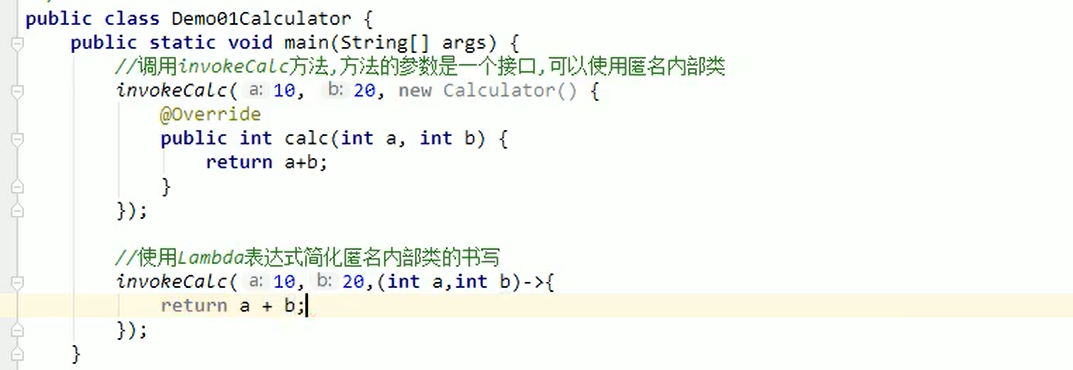 public class Demo01Calculator {
public static void main(String[] args) {
//调用invokeCalc方法,方法的参数是一个接口,可以使用匿名内部类
invokeCalc( a: 10, b: 20, new Calculator() {
@Override
public int calc(int a, int b) {
return a+b;
}
});
//使用Lambda表达式简化匿名内部类的书写
invokeCalc( a: 10, b: 20,(int a,int b)->{
return a + b;
});
}